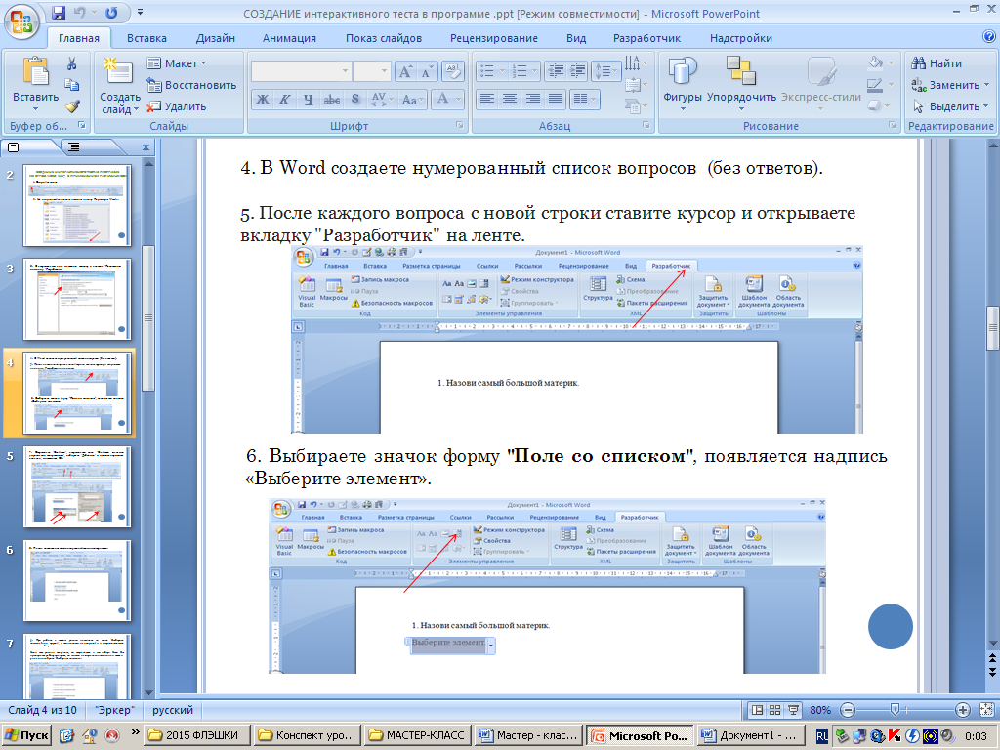 СОЗДАНИЕ интерактивного теста в программе .ppt [Режим совместимости] - Microsoft PowerPoint
Главная Вставка Дизайн Анимация Показ слайдов Рецензирование Вид Разработчик Надстройки
Вставить
Создать слайд
Макет
Восстановить
Удалить
Фигуры Упорядочить Экспресс-стили
Найти
Заменить
Выделить
Буфер об... Слайды Шрифт Абзац Рисование Редактирование
2
3
4
5
6
7
4. В Word создаете нумерованный список вопросов (без ответов).
5. После каждого вопроса с новой строки ставите курсор и открываете
вкладку "Разработчик" на ленте.
Документ1 - Microsoft Word
Главная Вставка Разметка страницы Ссылки Рассылки Рецензирование Вид Разработчик
Visual Basic
Макросы
Запись макроса
Пауза
Безопасность макросов
Режим конструктора
Свойства
Группировать
Структура
Схема
Преобразование
Пакеты расширения
Защитить документ
Шаблон документа
Область документа
Код Элементы управления XML Защитить Шаблоны
1. Назови самый большой материк.
6. Выбираете значок форму "Поле со списком", появляется надпись
«Выберите элемент».
Документ1 - Microsoft Word
Главная Вставка Разметка страницы Ссылки Рассылки Рецензирование Вид Разработчик
Visual Basic
Макросы
Запись макроса
Пауза
Безопасность макросов
Режим конструктора
Свойства
Группировать
Структура
Схема
Преобразование
Пакеты расширения
Защитить документ
Шаблон документа
Область документа
Код Элементы управления XML Защитить Шаблоны
1. Назови самый большой материк.
Выберите элемент.
Слайд 4 из 10 "Эркер" русский 80%
Пуск 2015 ФЛЭШКИ Конспект уро... МАСТЕР-КЛАСС Мастер - клас... Microsoft Po... Документ1 - ... RU 0:03